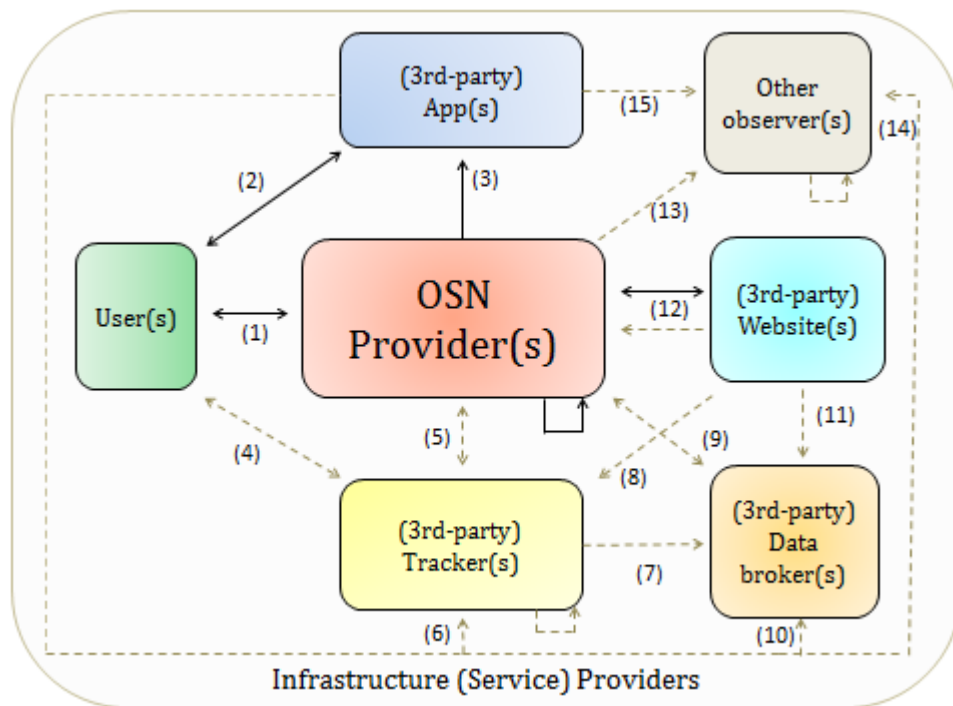 (3rd-party)
App(s)
(15)
Other
observer(s)
(14)
(2)
(3)
(13)
User(s)
(1)
OSN
Provider(s)
(12)
(3rd-party)
Website(s)
(4)
(5)
(9)
(11)
(8)
(3rd-party)
Tracker(s)
(7)
(3rd-party)
Data
broker(s)
(6)
(10)
Infrastructure (Service) Providers